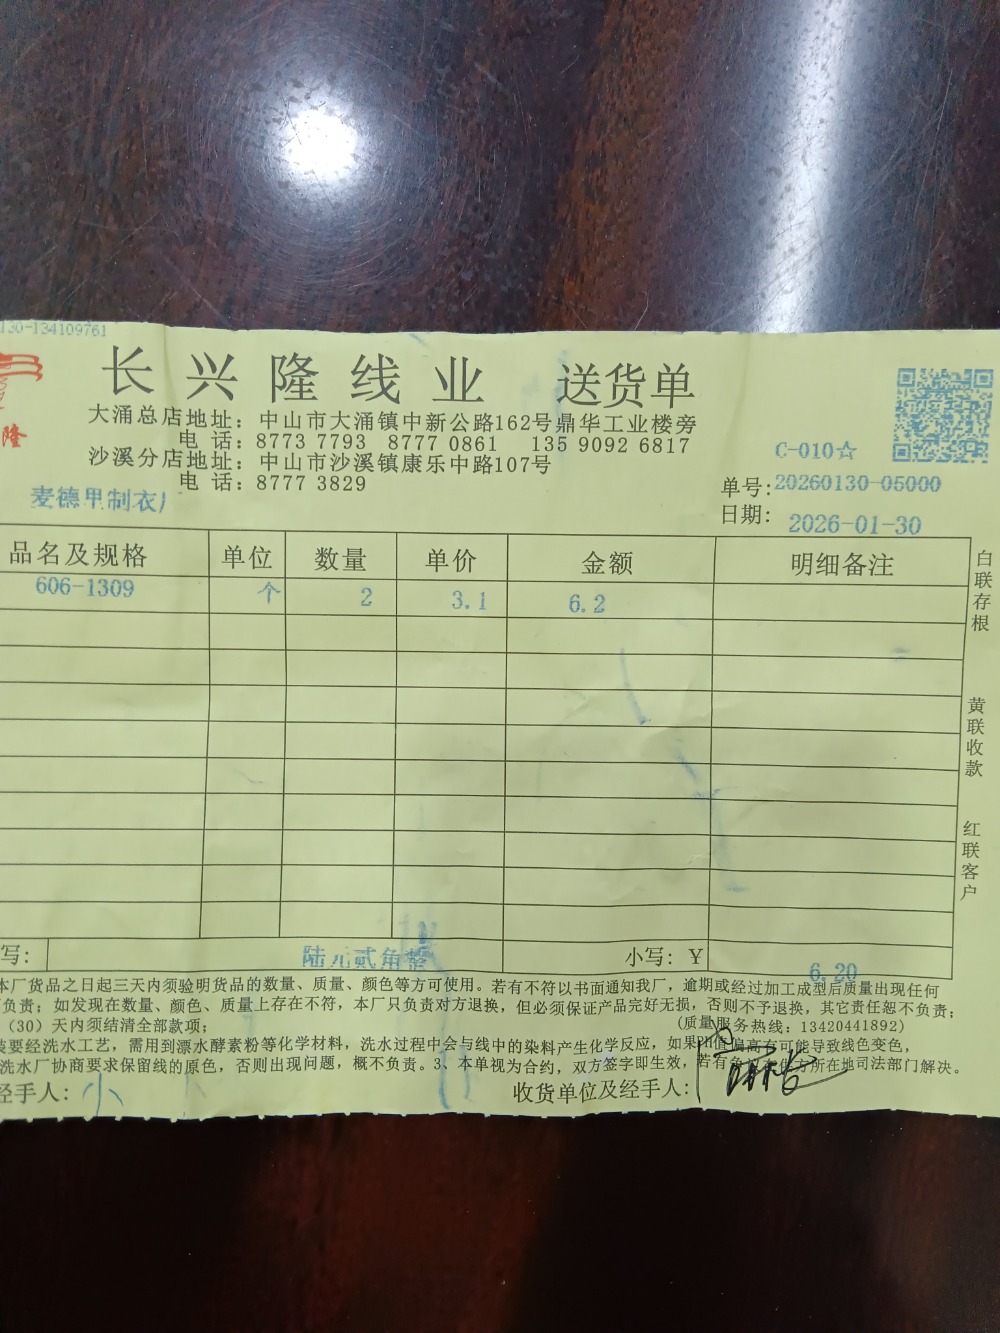 130-134109761
长兴隆线业 送货单
隆
大涌总店地址：中山市大涌镇中新公路162号鼎华工业楼旁
电 话：8773 7793 8777 0861 135 9092 6817
沙溪分店地址：中山市沙溪镇康乐中路107号
电 话：8777 3829
C-010☆
麦德甲制衣厂
单号：20260130-05000
日期：2026-01-30
品名及规格 单位 数量 单价 金额 明细备注
606-1309 个 2 3.1 6.2
白联存根
黄联收款
红联客户
写： 陆元贰角整 小写：￥ 6.20
本厂货品之日起三天内须验明货品的数量、质量、颜色等方可使用。若有不符以书面通知我厂，逾期或经过加工成型后质量出现任何
负责；如发现在数量、颜色、质量上存在不符，本厂只负责对方退换，但必须保证产品完好无损，否则不予退换，其它责任恕不负责；
（30）天内须结清全部款项；
(质量服务热线：13420441892)
装要经洗水工艺，需用到漂水酵素粉等化学材料，洗水过程中会与线中的染料产生化学反应，如果PH值偏高有可能导致线色变色，
洗水厂协商要求保留线的原色，否则出现问题，概不负责。3、本单视为合约，双方签字即生效，若有 方所在地司法部门解决。
经手人： 小
收货单位及经手人：